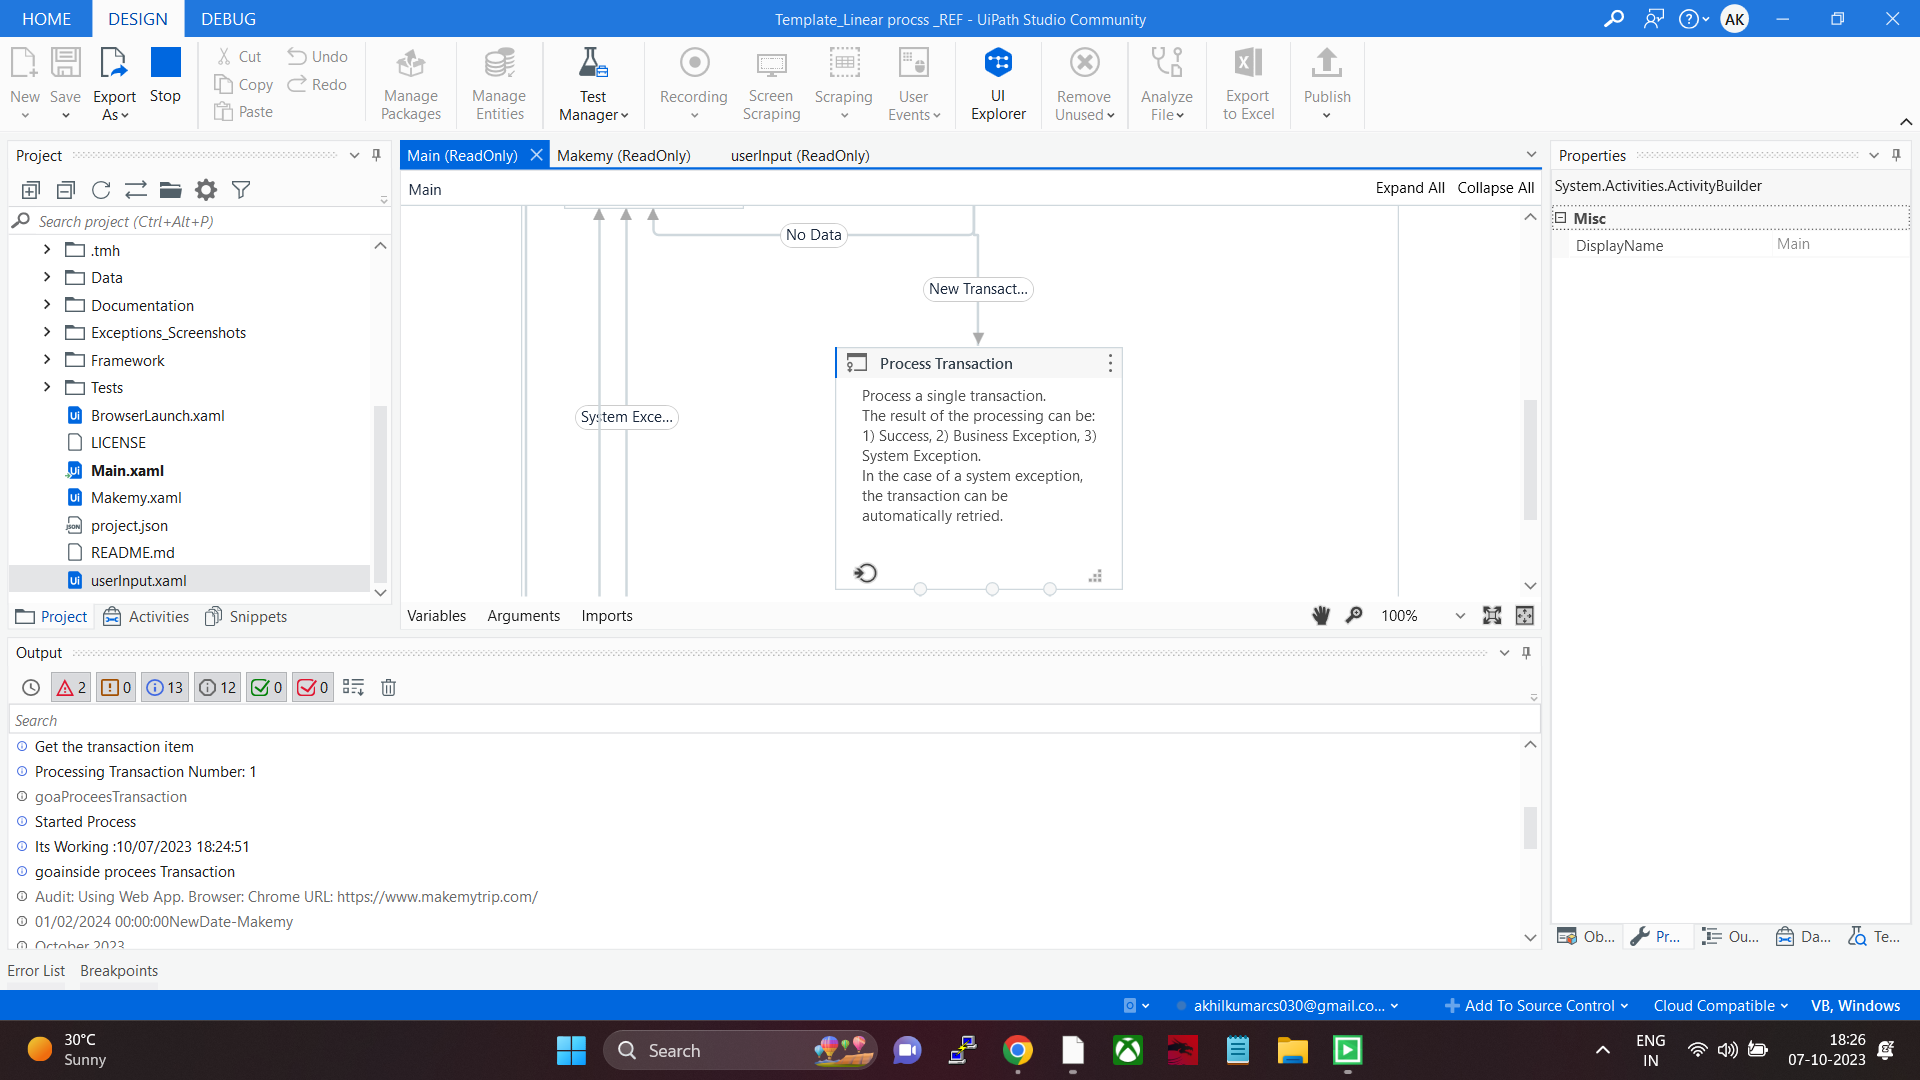 HOME DESIGN DEBUG
Template_Linear procss _REF - UiPath Studio Community
AK
New Save Export As Stop
Cut Copy Paste Undo Redo
Manage Packages
Manage Entities
Test Manager
Recording
Screen Scraping
Scraping
User Events
UI Explorer
Remove Unused
Analyze File
Export to Excel
Publish
Project
Search project (Ctrl+Alt+P)
.tmh
Data
Documentation
Exceptions_Screenshots
Framework
Tests
BrowserLaunch.xaml
LICENSE
Main.xaml
Makemy.xaml
project.json
README.md
userInput.xaml
Project Activities Snippets
Main (ReadOnly) Makemy (ReadOnly) userInput (ReadOnly)
Main Expand All Collapse All
No Data
New Transact...
System Exce...
Process Transaction
Process a single transaction.
The result of the processing can be:
1) Success, 2) Business Exception, 3)
System Exception.
In the case of a system exception,
the transaction can be
automatically retried.
Variables Arguments Imports 100%
Properties
System.Activities.ActivityBuilder
Misc
DisplayName Main
Ob... Pr... Ou... Da... Te...
Output
2 0 13 12 0 0
Search
Get the transaction item
Processing Transaction Number: 1
goaProceesTransaction
Started Process
Its Working :10/07/2023 18:24:51
goainside procees Transaction
Audit: Using Web App. Browser: Chrome URL: https://www.makemytrip.com/
01/02/2024 00:00:00NewDate-Makemy
October 2023
Error List Breakpoints
akhilkumarcs030@gmail.co... Add To Source Control Cloud Compatible VB, Windows
30°C
Sunny
Search
ENG
IN
18:26
07-10-2023